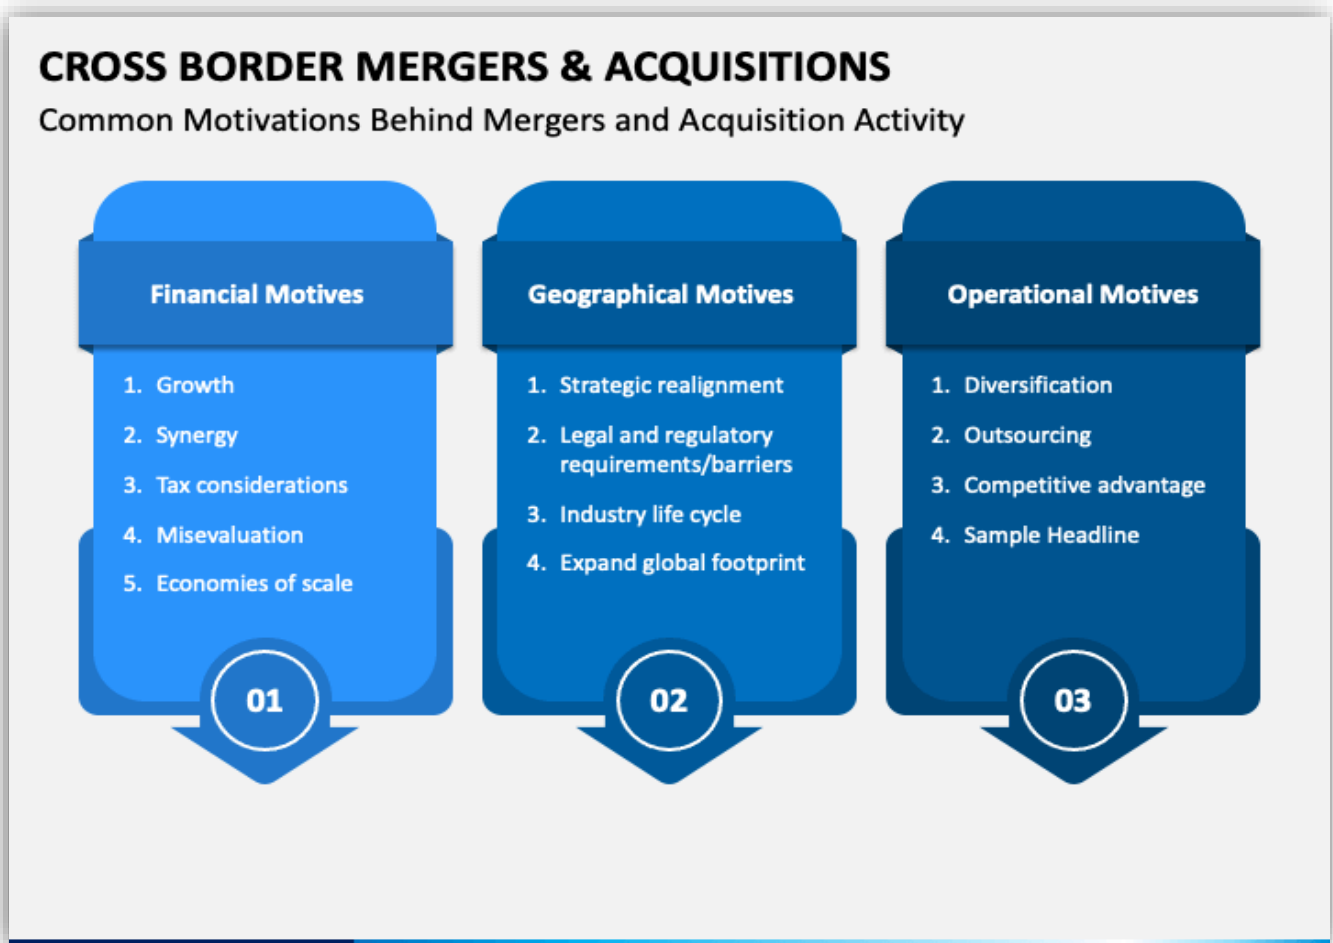 CROSS BORDER MERGERS & ACQUISITIONS
Common Motivations Behind Mergers and Acquisition Activity
Financial Motives
1. Growth
2. Synergy
3. Tax considerations
4. Misevaluation
5. Economies of scale
01
Geographical Motives
1. Strategic realignment
2. Legal and regulatory
requirements/barriers
3. Industry life cycle
4. Expand global footprint
02
Operational Motives
1. Diversification
2. Outsourcing
3. Competitive advantage
4. Sample Headline
03